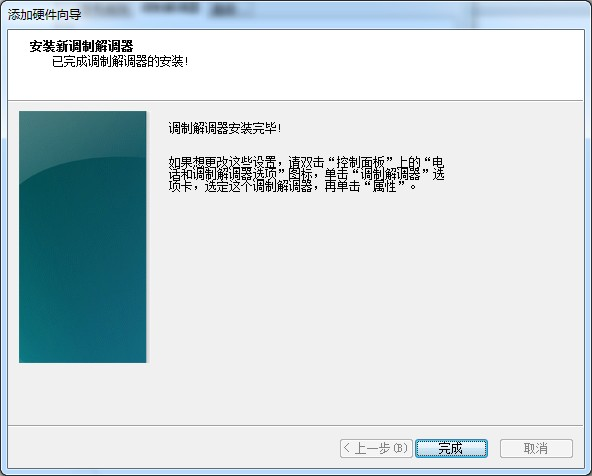 添加硬件向导
安装新调制解调器
已完成调制解调器的安装!
调制解调器安装完毕!
如果想更改这些设置，请双击“控制面板”上的“电
话和调制解调器选项”图标，单击“调制解调器”选
项卡，选定这个调制解调器，再单击“属性”。
< 上一步(B)
完成
取消